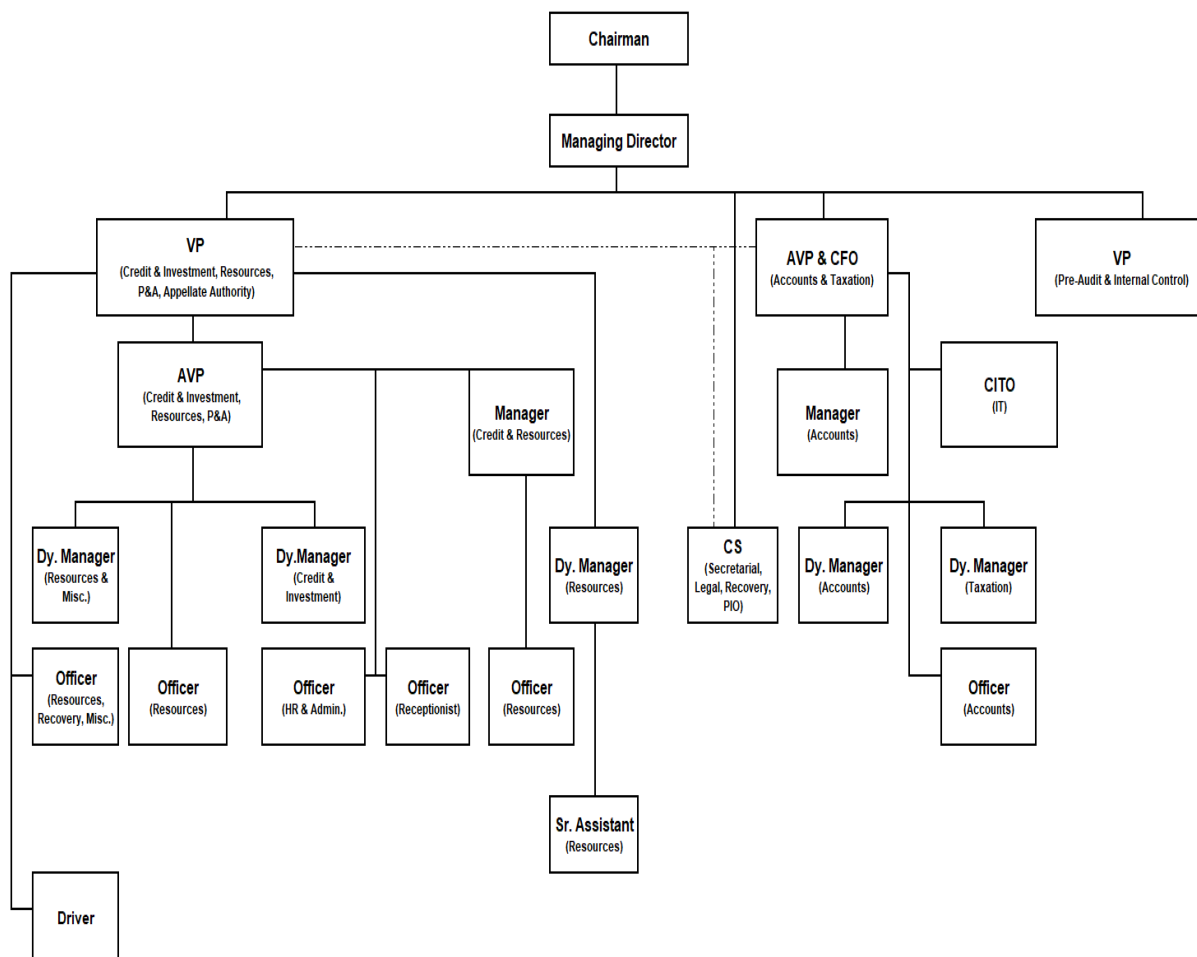 Chairman
Managing Director
VP
(Credit & Investment, Resources,
P&A, Appellate Authority)
AVP & CFO
(Accounts & Taxation)
VP
(Pre-Audit & Internal Control)
AVP
(Credit & Investment,
Resources, P&A)
Manager
(Credit & Resources)
Manager
(Accounts)
CITO
(IT)
Dy. Manager
(Resources &
Misc.)
Dy.Manager
(Credit &
Investment)
Dy. Manager
(Resources)
CS
(Secretarial,
Legal, Recovery,
PIO)
Dy. Manager
(Accounts)
Dy. Manager
(Taxation)
Officer
(Resources,
Recovery, Misc.)
Officer
(Resources)
Officer
(HR & Admin.)
Officer
(Receptionist)
Officer
(Resources)
Officer
(Accounts)
Sr. Assistant
(Resources)
Driver